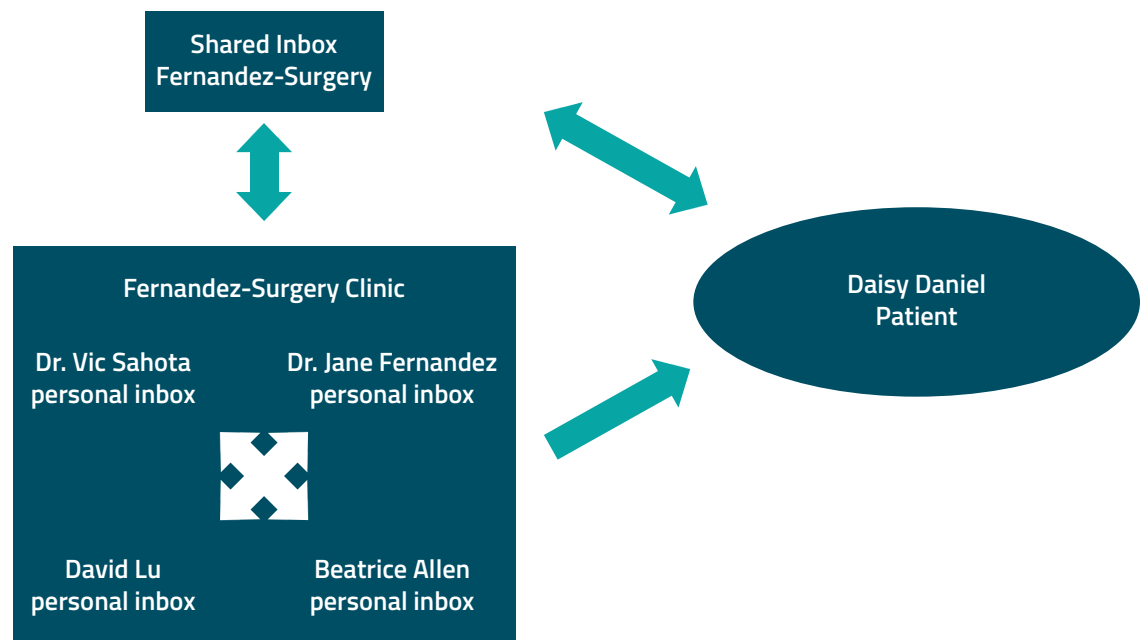 Shared Inbox
Fernandez-Surgery
Fernandez-Surgery Clinic
Dr. Vic Sahota
personal inbox
Dr. Jane Fernandez
personal inbox
David Lu
personal inbox
Beatrice Allen
personal inbox
Daisy Daniel
Patient